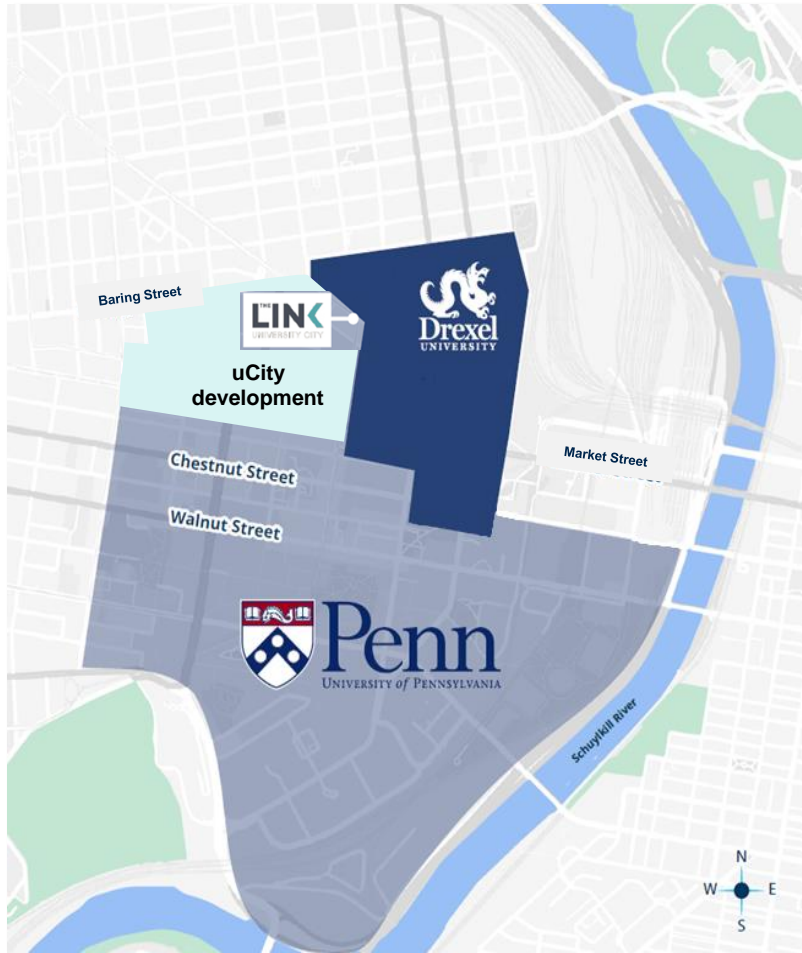 Baring Street
THE
LINK
UNIVERSITY CITY
Drexel
UNIVERSITY
uCity
development
Market Street
Chestnut Street
Walnut Street
Penn
UNIVERSITY of PENNSYLVANIA
Schuylkill River
N
W E
S